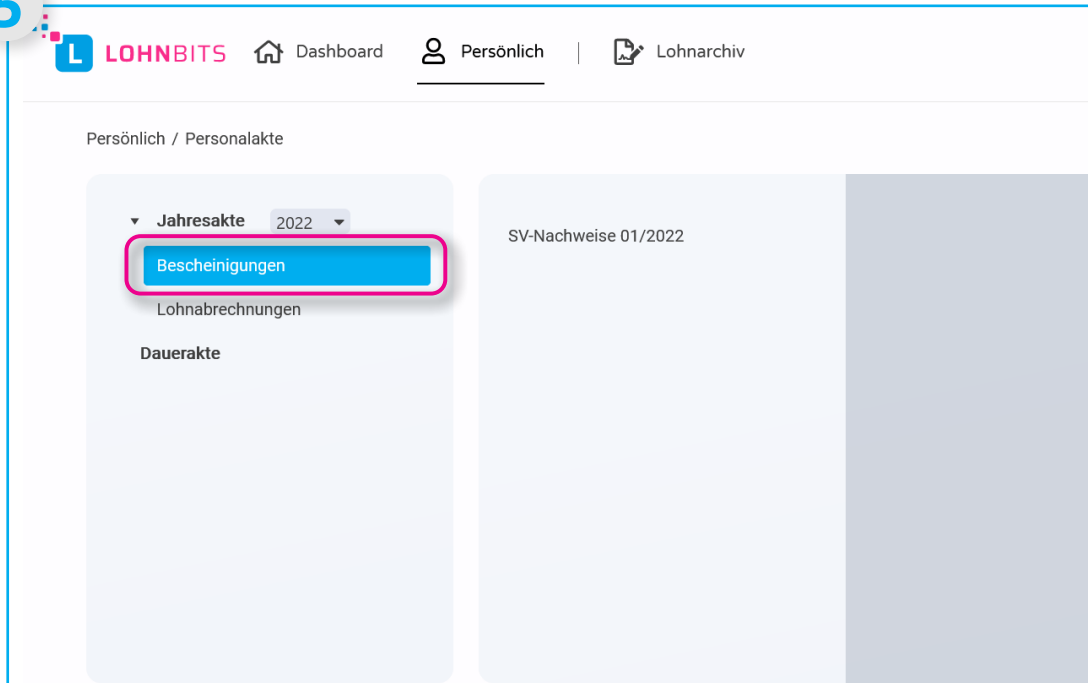 L LOHNBITS Dashboard Persönlich | Lohnarchiv
Persönlich / Personalakte
Jahresakte 2022
SV-Nachweise 01/2022
Bescheinigungen
Lohnabrechnungen
Dauerakte